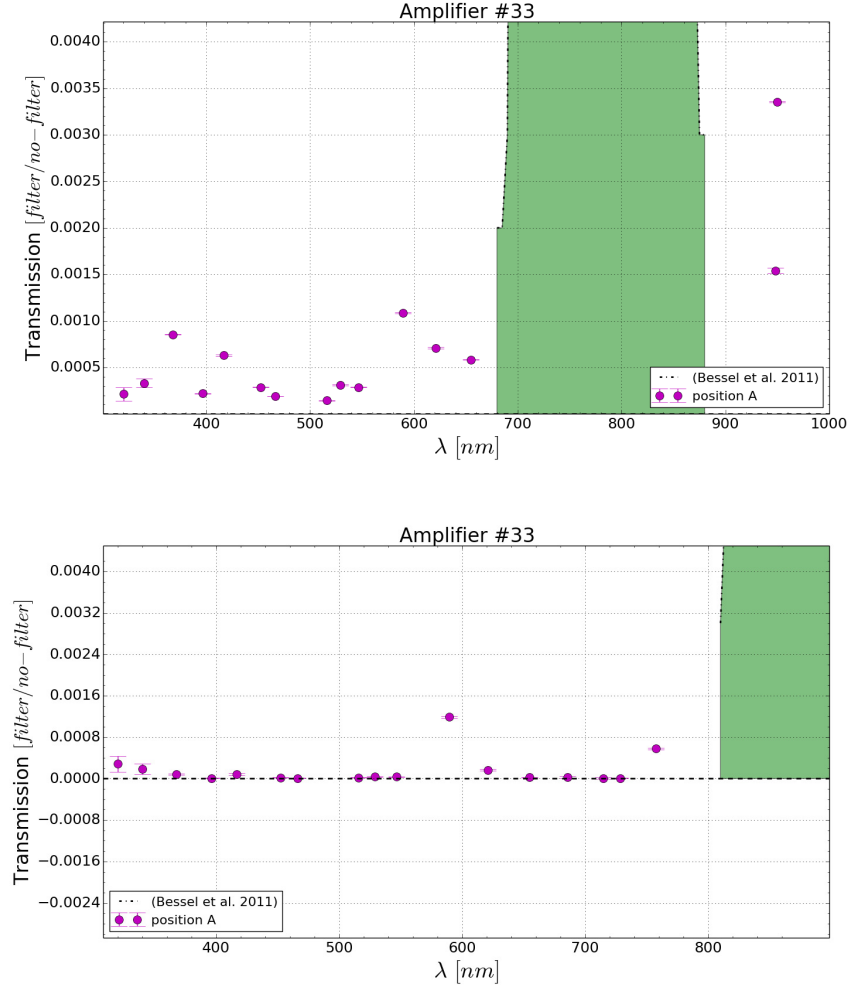 Amplifier #33
0.0040
0.0035
0.0030
0.0025
0.0020
0.0015
0.0010
0.0005
Transmission [filter/no−filter]
(Bessel et al. 2011)
position A
400 500 600 700 800 900 1000
λ [nm]
Amplifier #33
0.0040
0.0032
0.0024
0.0016
0.0008
0.0000
−0.0008
−0.0016
−0.0024
Transmission [filter/no−filter]
(Bessel et al. 2011)
position A
400 500 600 700 800
λ [nm]